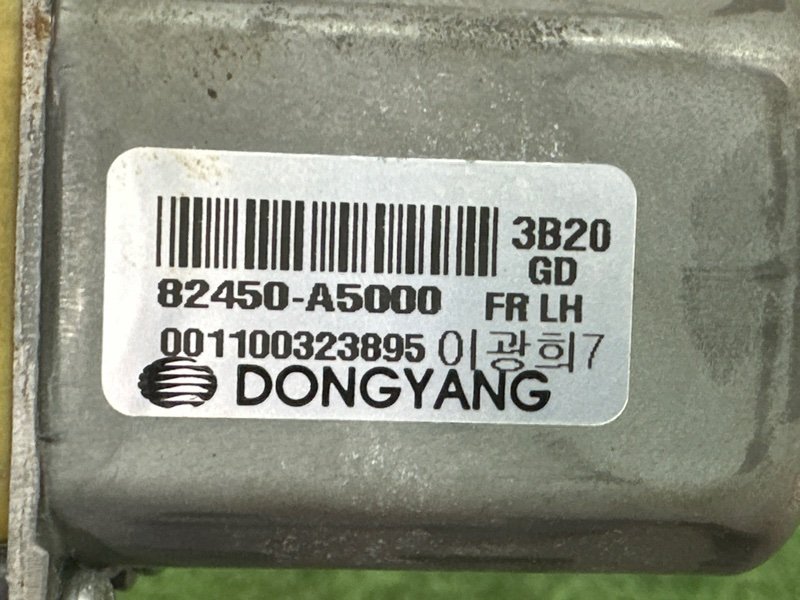 3B20
GD
82450-A5000 FR LH
001100323895 이광희7
DONGYANG